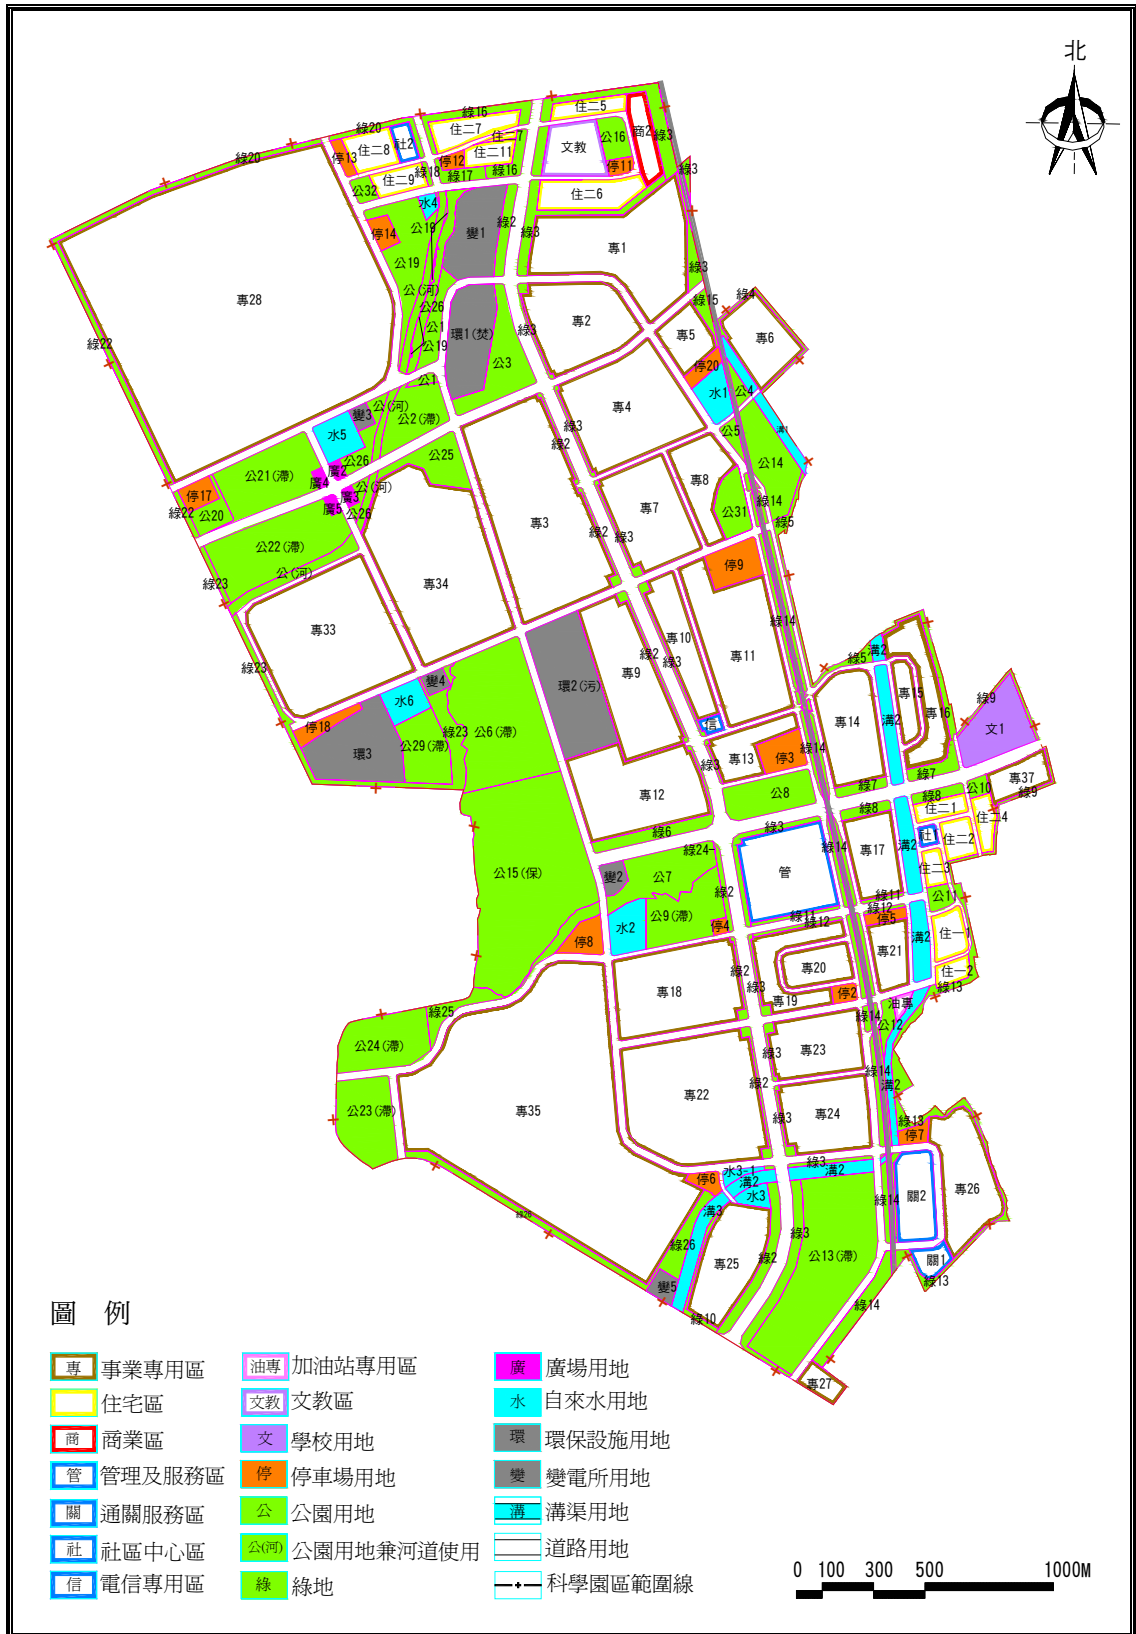 北
住二5
綠16
商2
綠3
綠20
社2
住二7
住二7
公16
住二8
停13
文教
住二11
停12
停11
綠20
綠18
綠17
綠16
綠3
住二9
公32
住二6
水4
公19
變1
綠2
綠3
停14
專1
公19
綠3
公(河)
專28
綠15
綠4
公26
公1
環1(焚)
綠3
專2
專5
專6
綠22
公19
公3
停20
公1
水1
公4
公(河)
變3
公2(滯)
專4
綠3
溝1
水5
綠2
公5
公25
公26
廣2
公21(滯)
公14
廣4
公(河)
專8
停17
廣3
綠14
綠22
公20
廣5
公26
專7
公31
專3
綠5
綠2
綠3
公22(滯)
公(河)
停9
綠23
專34
綠14
專33
專10
綠2
專11
溝2
綠5
綠3
綠23
專9
專15
變4
環2(污)
綠9
水6
專16
停18
綠23
公6(滯)
信
專14
溝2
文1
環3
公29(滯)
綠14
綠3
專13
停3
綠7
專37
綠7
專12
公8
綠8
公10
綠9
綠8
住二1
住二4
綠6
綠3
社1
住二2
綠24
綠14
專17
溝2
公15(保)
變2
公7
管
住二3
綠2
綠11
公11
公9(滯)
綠11
綠12
停5
水2
停4
綠12
停8
住一1
專21
溝2
綠2
專20
住一2
專18
綠3
專19
停2
綠13
油專
綠25
綠14
公12
公24(滯)
綠3
專23
綠14
綠2
溝2
專22
公23(滯)
專35
綠3
專24
綠13
停7
綠3
水3-1
溝2
溝2
停6
水3
專26
關2
綠14
溝3
綠3
綠26
綠2
公13(滯)
專25
關1
綠13
變5
綠14
綠10
專27
圖 例
專 事業專用區
油專 加油站專用區
廣 廣場用地
住宅區
文教 文教區
水 自來水用地
商 商業區
文 學校用地
環 環保設施用地
管 管理及服務區
停 停車場用地
變 變電所用地
關 通關服務區
公 公園用地
溝 溝渠用地
社 社區中心區
公(河) 公園用地兼河道使用
道路用地
信 電信專用區
綠 綠地
科學園區範圍線
0 100 300 500 1000M